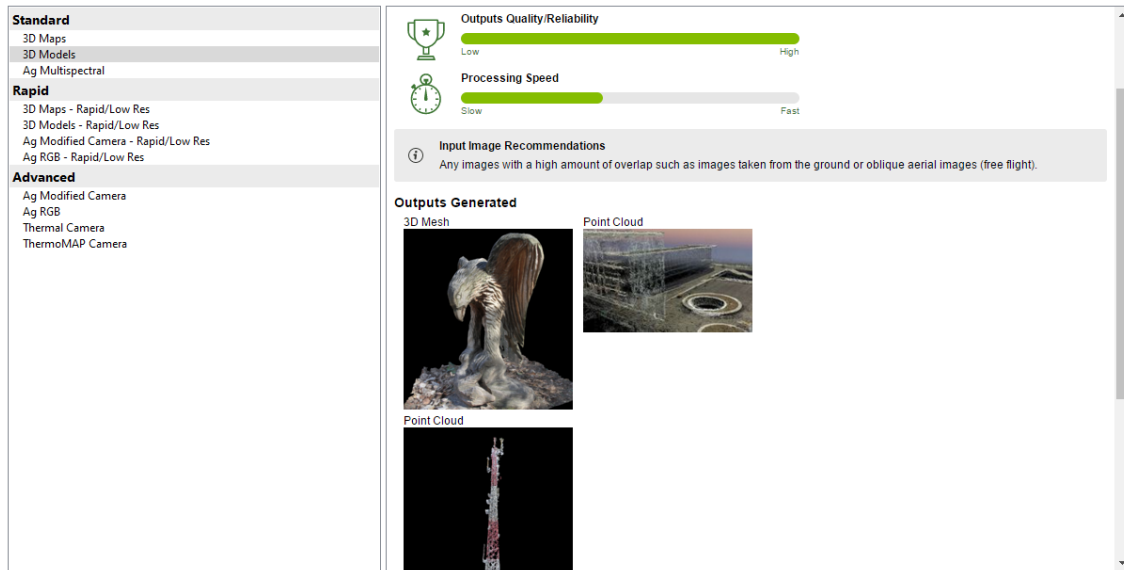 Standard
3D Maps
3D Models
Ag Multispectral
Rapid
3D Maps - Rapid/Low Res
3D Models - Rapid/Low Res
Ag Modified Camera - Rapid/Low Res
Ag RGB - Rapid/Low Res
Advanced
Ag Modified Camera
Ag RGB
Thermal Camera
ThermoMAP Camera
Outputs Quality/Reliability
Low High
Processing Speed
Slow Fast
Input Image Recommendations
Any images with a high amount of overlap such as images taken from the ground or oblique aerial images (free flight).
Outputs Generated
3D Mesh Point Cloud
Point Cloud